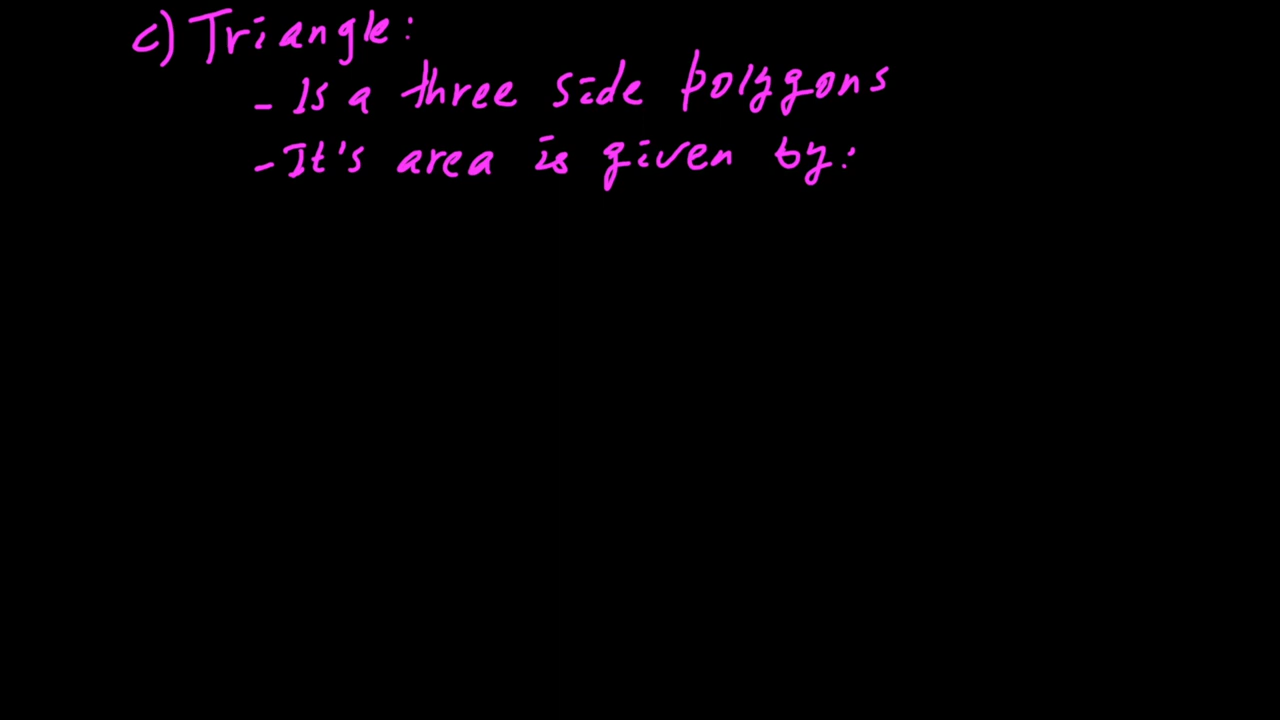 c) Triangle:
- Is a three side polygons
- It's area is given by: